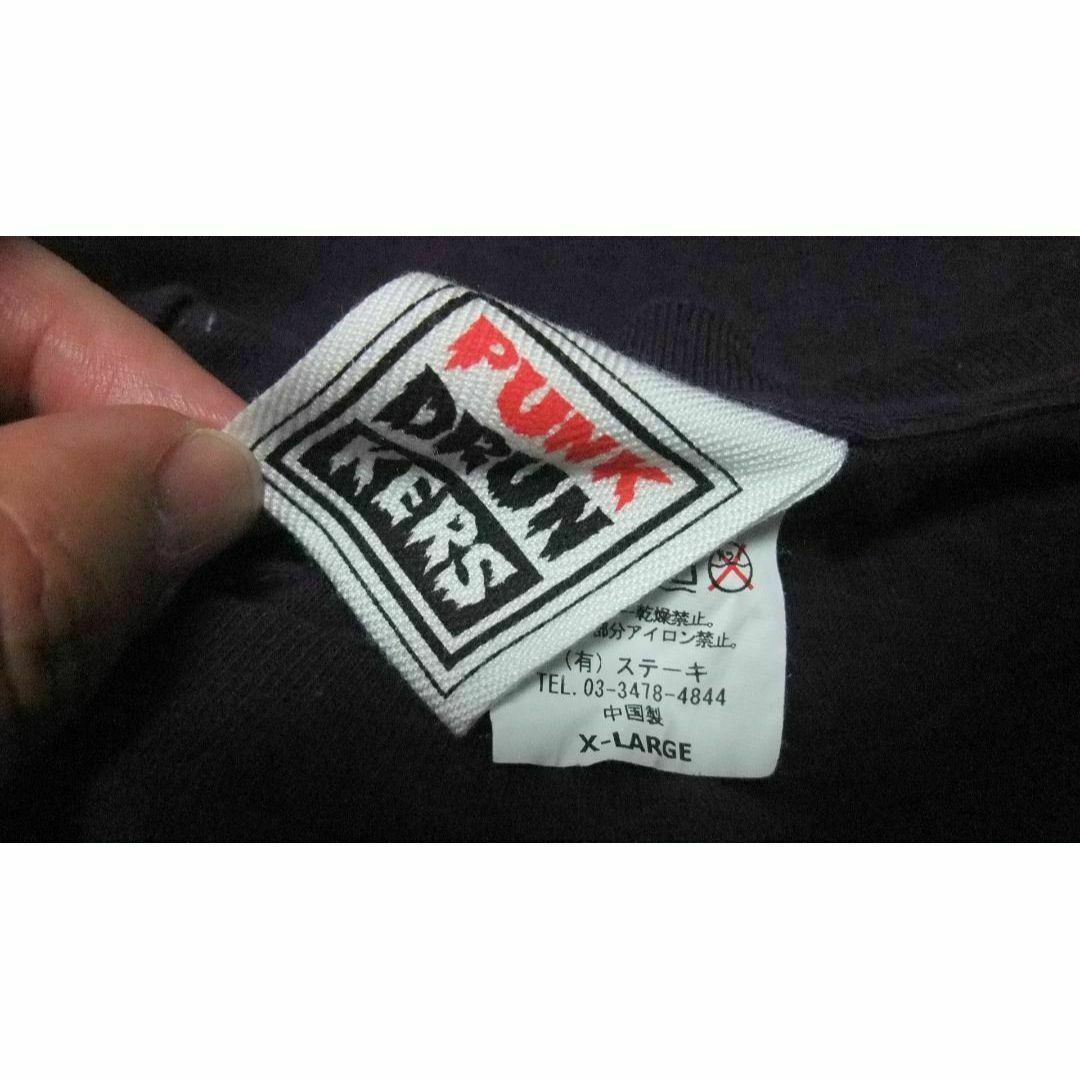 PUNK
DRUN
KERS
ー乾燥禁止。
部分アイロン禁止。
(有) ステーキ
TEL. 03-3478-4844
中国製
X-LARGE